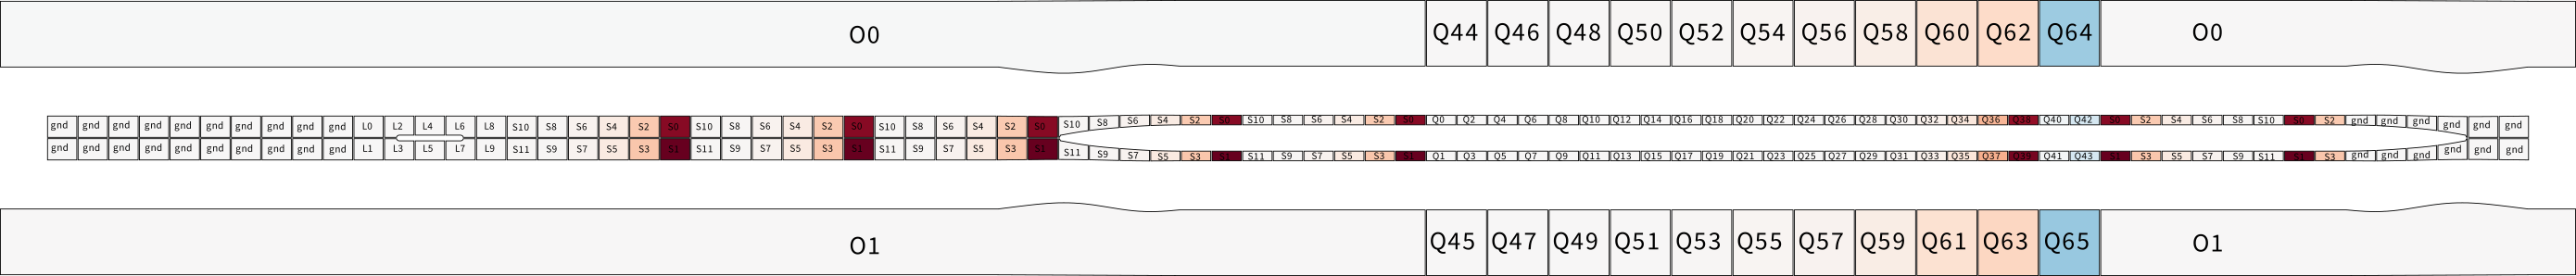 O0 Q44 Q46 Q48 Q50 Q52 Q54 Q56 Q58 Q60 Q62 Q64 O0
gnd gnd gnd gnd gnd gnd gnd gnd gnd gnd L0 L2 L4 L6 L8 S10 S8 S6 S4 S2 S0 S10 S8 S6 S4 S2 S0 S10 S8 S6 S4 S2 S0 S10 S8 S6 S4 S2 S0 S10 S8 S6 S4 S2 S0 Q0 Q2 Q4 Q6 Q8 Q10 Q12 Q14 Q16 Q18 Q20 Q22 Q24 Q26 Q28 Q30 Q32 Q34 Q36 Q38 Q40 Q42 S0 S2 S4 S6 S8 S10 S0 S2 gnd gnd gnd gnd gnd gnd
gnd gnd gnd gnd gnd gnd gnd gnd gnd gnd L1 L3 L5 L7 L9 S11 S9 S7 S5 S3 S1 S11 S9 S7 S5 S3 S1 S11 S9 S7 S5 S3 S1 S11 S9 S7 S5 S3 S1 S11 S9 S7 S5 S3 S1 Q1 Q3 Q5 Q7 Q9 Q11 Q13 Q15 Q17 Q19 Q21 Q23 Q25 Q27 Q29 Q31 Q33 Q35 Q37 Q39 Q41 Q43 S1 S3 S5 S7 S9 S11 S1 S3 gnd gnd gnd gnd gnd gnd
O1 Q45 Q47 Q49 Q51 Q53 Q55 Q57 Q59 Q61 Q63 Q65 O1